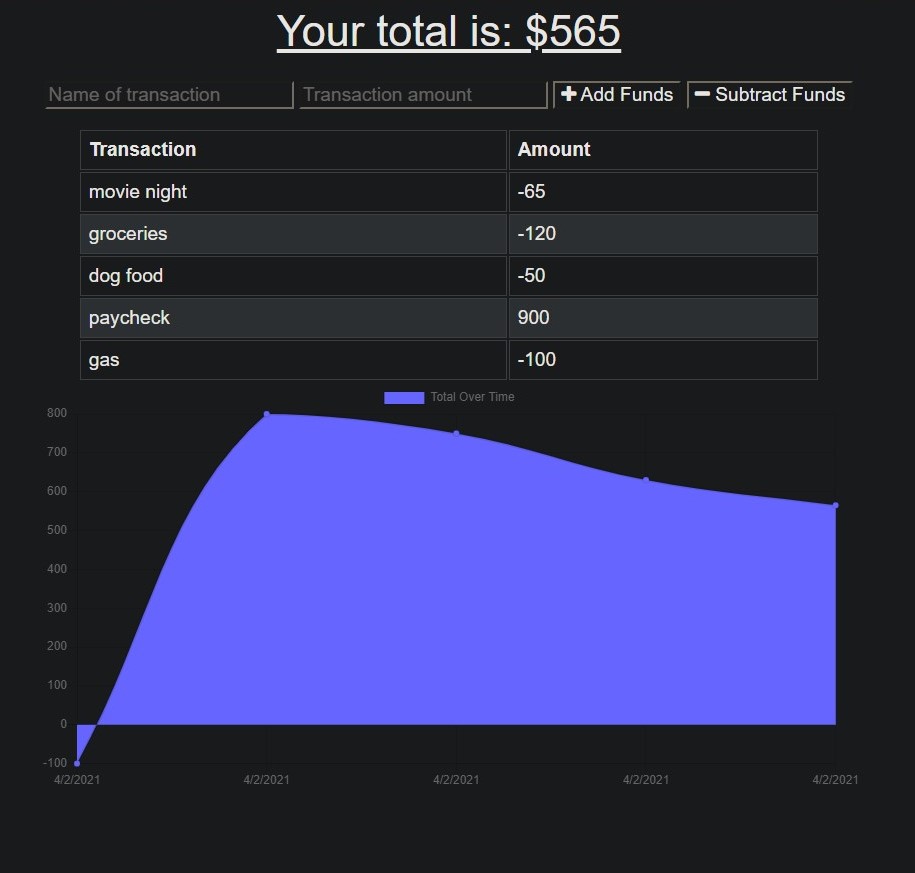 Your total is: $565
Name of transaction Transaction amount + Add Funds − Subtract Funds
Transaction Amount
movie night -65
groceries -120
dog food -50
paycheck 900
gas -100
Total Over Time
800
700
600
500
400
300
200
100
0
-100
4/2/2021 4/2/2021 4/2/2021 4/2/2021 4/2/2021